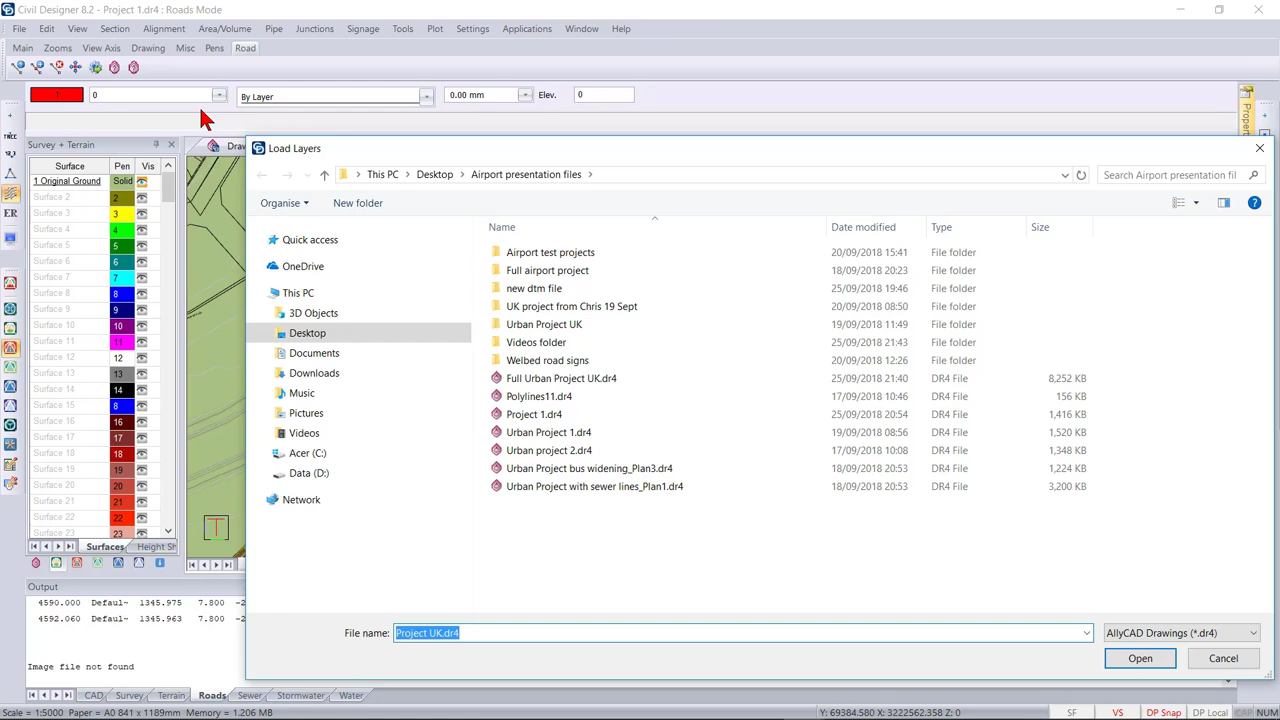 Civil Designer 8.2 - Project 1.dr4 : Roads Mode
File Edit View Section Alignment Area/Volume Pipe Junctions Signage Tools Plot Settings Applications Window Help
Main Zooms View Axis Drawing Misc Pens Road
1 0 By Layer 0.00 mm Elev. 0
Survey + Terrain
Surface Pen Vis
1 Original Ground Solid
Surface 2 2
Surface 3 3
Surface 4 4
Surface 5 5
Surface 6 6
Surface 7 7
Surface 8 8
Surface 9 9
Surface 10 10
Surface 11 11
Surface 12 12
Surface 13 13
Surface 14 14
Surface 15 8
Surface 16 16
Surface 17 17
Surface 18 18
Surface 19 19
Surface 20 20
Surface 21 21
Surface 22 22
Surface 23 23
Surfaces Height Sh
Draw
Load Layers
This PC Desktop Airport presentation files
Search Airport presentation fil
Organise New folder
Quick access
OneDrive
This PC
3D Objects
Desktop
Documents
Downloads
Music
Pictures
Videos
Acer (C:)
Data (D:)
Network
Name Date modified Type Size
Airport test projects 20/09/2018 15:41 File folder
Full airport project 18/09/2018 20:23 File folder
new dtm file 25/09/2018 19:46 File folder
UK project from Chris 19 Sept 20/09/2018 08:50 File folder
Urban Project UK 19/09/2018 11:49 File folder
Videos folder 25/09/2018 21:43 File folder
Welbed road signs 20/09/2018 12:26 File folder
Full Urban Project UK.dr4 25/09/2018 21:40 DR4 File 8,252 KB
Polylines11.dr4 17/09/2018 10:46 DR4 File 156 KB
Project 1.dr4 25/09/2018 20:54 DR4 File 1,416 KB
Urban Project 1.dr4 19/09/2018 08:56 DR4 File 1,520 KB
Urban project 2.dr4 17/09/2018 10:08 DR4 File 1,348 KB
Urban Project bus widening_Plan3.dr4 18/09/2018 20:53 DR4 File 1,224 KB
Urban Project with sewer lines_Plan1.dr4 18/09/2018 20:53 DR4 File 3,200 KB
File name: Project UK.dr4 AllyCAD Drawings (*.dr4)
Open Cancel
ER
Output
4590.000 Defaul~ 1345.975 7.800 -2
4592.060 Defaul~ 1345.963 7.800 -
Image file not found
CAD Survey Terrain Roads Sewer Stormwater Water
Scale = 1:5000 Paper = A0 841 x 1189mm Memory = 1.206 MB
Y: 69384.580 X: 3222562.358 Z: 0 SF VS DP Snap DP Local CAP NUM